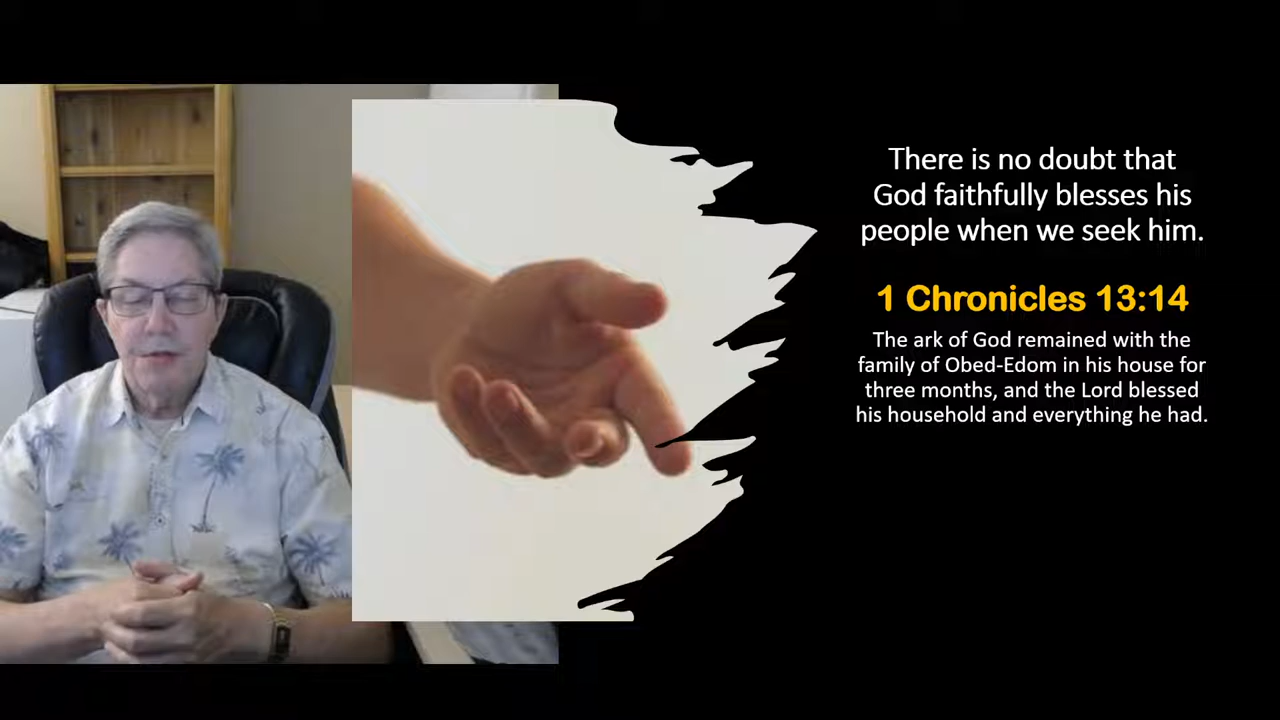 There is no doubt that
God faithfully blesses his
people when we seek him.
1 Chronicles 13:14
The ark of God remained with the
family of Obed-Edom in his house for
three months, and the Lord blessed
his household and everything he had.